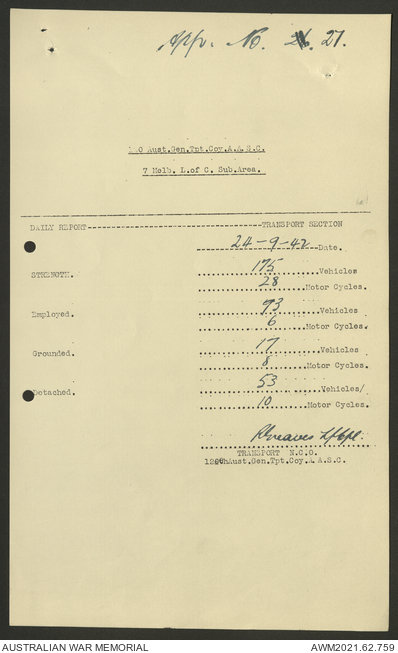 App. No. 26. 27.
120 Aust.Gen.Tpt.Coy.A.A.S.C.
7 Melb. L.of C. Sub.Area.
DAILY REPORT TRANSPORT SECTION
24-9-42 Date.
STRENGTH. 175 Vehicles
28 Motor Cycles.
Employed. 93 Vehicles
6 Motor Cycles.
Grounded. 17 Vehicles
8 Motor Cycles.
Detached. 53 Vehicles/
10 Motor Cycles.
TRANSPORT N.C.O.
Aust.Gen.Tpt.Coy.A.A.S.C.
AUSTRALIAN WAR MEMORIAL
AWM2021.62.759